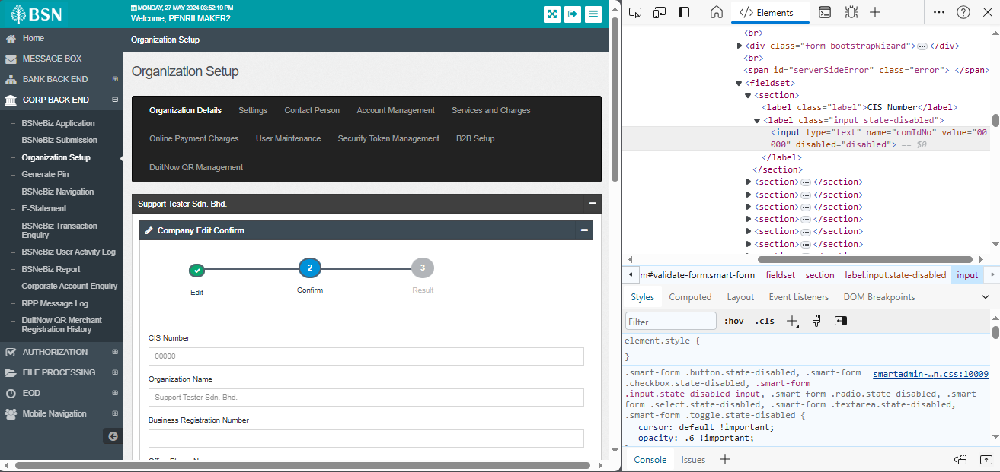 BSN
MONDAY, 27 MAY 2024 03:52:19 PM
Welcome, PENRILMAKER2
Home
MESSAGE BOX
BANK BACK END
CORP BACK END
BSNeBiz Application
BSNeBiz Submission
Organization Setup
Generate Pin
BSNeBiz Navigation
E-Statement
BSNeBiz Transaction
Enquiry
BSNeBiz User Activity Log
BSNeBiz Report
Corporate Account Enquiry
RPP Message Log
DuitNow QR Merchant
Registration History
AUTHORIZATION
FILE PROCESSING
EOD
Mobile Navigation
Organization Setup
Organization Setup
Organization Details Settings Contact Person Account Management Services and Charges
Online Payment Charges User Maintenance Security Token Management B2B Setup
DuitNow QR Management
Support Tester Sdn. Bhd.
Company Edit Confirm
2 3
Edit Confirm Result
CIS Number
00000
Organization Name
Support Tester Sdn. Bhd.
Business Registration Number
Elements
<br>
<div class="form-bootstrapWizard"> ··· </div>
<br>
<span id="serverSideError" class="error"> </span>
<fieldset>
<section>
<label class="label">CIS Number</label>
<label class="input state-disabled">
<input type="text" name="comIdNo" value="00
000" disabled="disabled"> == $0
</label>
</section>
<section> ··· </section>
<section> ··· </section>
<section> ··· </section>
<section> ··· </section>
<section> ··· </section>
<section> ··· </section>
m#validate-form.smart-form fieldset section label.input.state-disabled input
Styles Computed Layout Event Listeners DOM Breakpoints
Filter :hov .cls
element.style {
}
.smart-form .button.state-disabled, .smart-form smartadmin-…n.css:10009
.checkbox.state-disabled, .smart-form
.input.state-disabled input, .smart-form .radio.state-disabled, .smart-
form .select.state-disabled, .smart-form .textarea.state-disabled,
.smart-form .toggle.state-disabled {
cursor: default !important;
opacity: .6 !important;
Console Issues